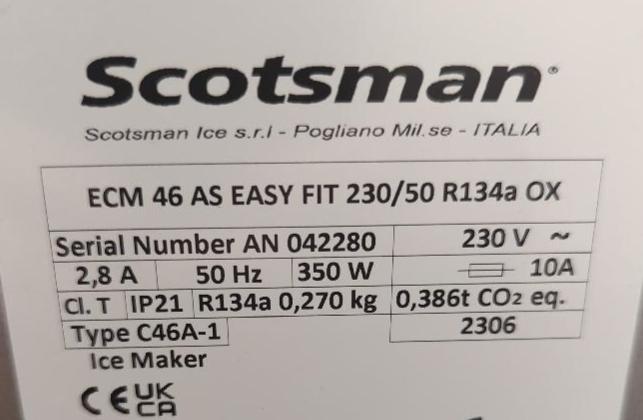 Scotsman®
Scotsman Ice s.r.l - Pogliano Mil.se - ITALIA
ECM 46 AS EASY FIT 230/50 R134a OX
Serial Number AN 042280 230 V ~
2,8 A 50 Hz 350 W 10A
Cl. T IP21 R134a 0,270 kg 0,386t CO2 eq.
Type C46A-1 2306
Ice Maker
CE UK CA